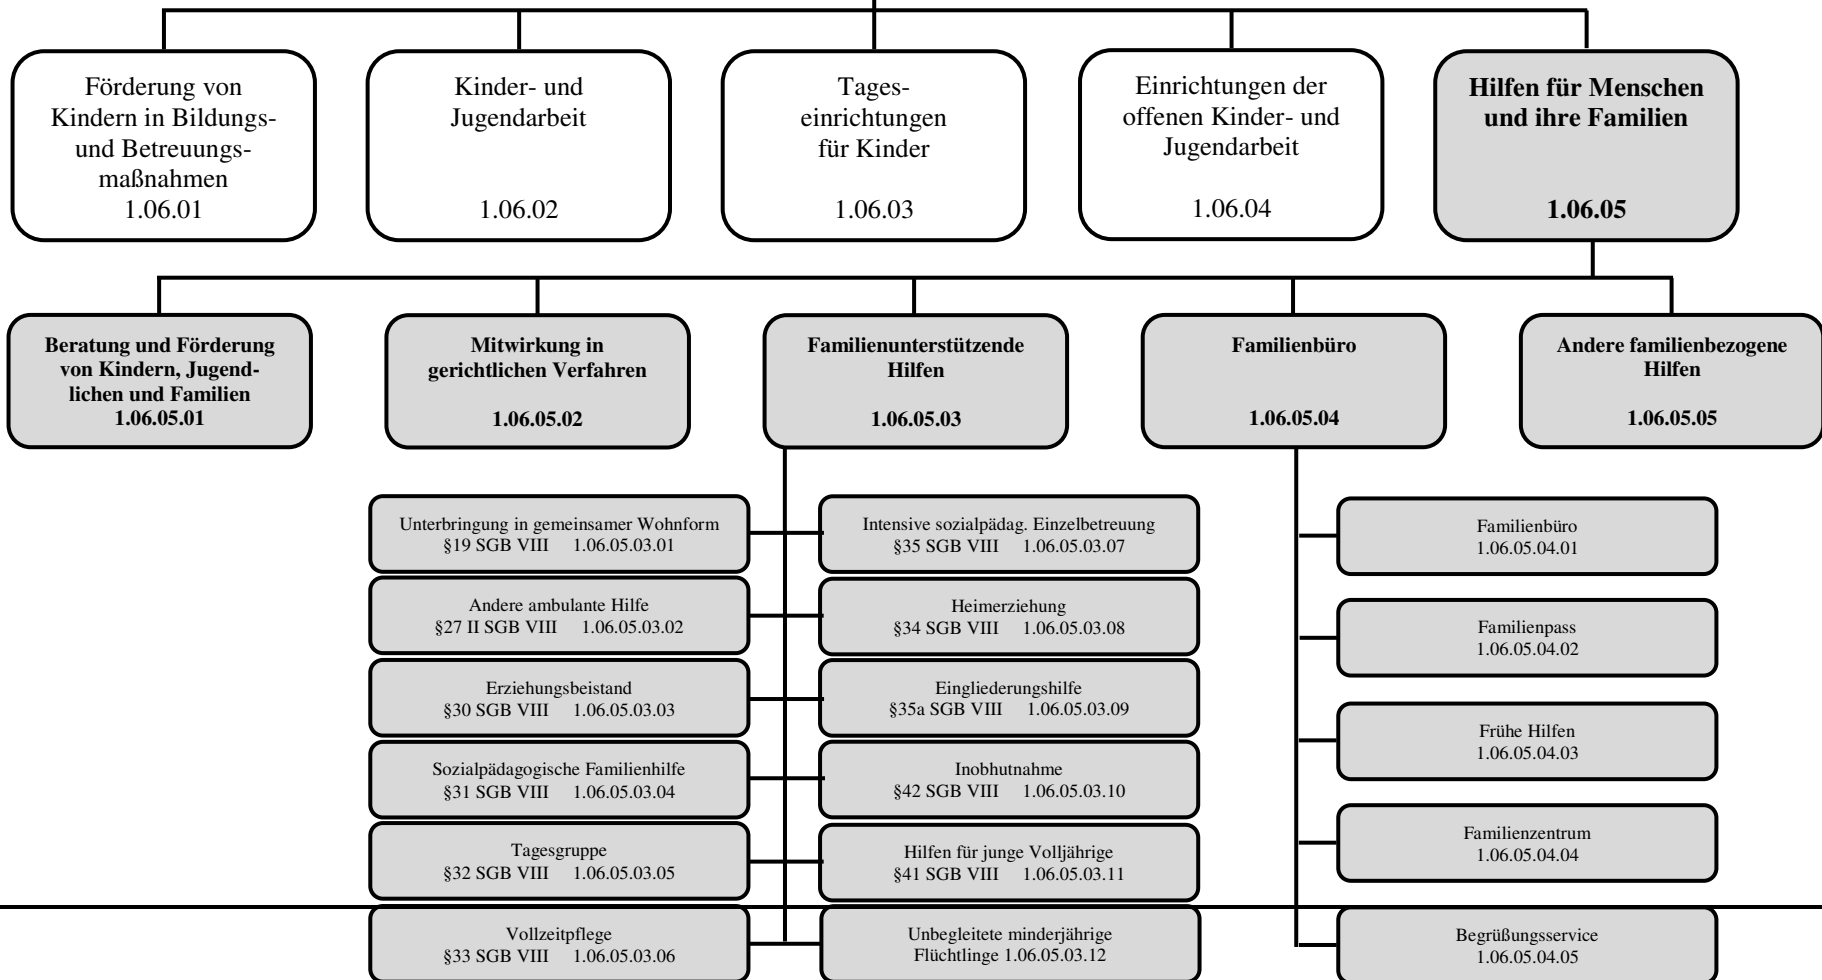 Förderung von
Kindern in Bildungs-
und Betreuungs-
maßnahmen
1.06.01
Kinder- und
Jugendarbeit
1.06.02
Tages-
einrichtungen
für Kinder
1.06.03
Einrichtungen der
offenen Kinder- und
Jugendarbeit
1.06.04
Hilfen für Menschen
und ihre Familien
1.06.05
Beratung und Förderung
von Kindern, Jugend-
lichen und Familien
1.06.05.01
Mitwirkung in
gerichtlichen Verfahren
1.06.05.02
Familienunterstützende
Hilfen
1.06.05.03
Familienbüro
1.06.05.04
Andere familienbezogene
Hilfen
1.06.05.05
Unterbringung in gemeinsamer Wohnform
§19 SGB VIII 1.06.05.03.01
Andere ambulante Hilfe
§27 II SGB VIII 1.06.05.03.02
Erziehungsbeistand
§30 SGB VIII 1.06.05.03.03
Sozialpädagogische Familienhilfe
§31 SGB VIII 1.06.05.03.04
Tagesgruppe
§32 SGB VIII 1.06.05.03.05
Vollzeitpflege
§33 SGB VIII 1.06.05.03.06
Intensive sozialpädag. Einzelbetreuung
§35 SGB VIII 1.06.05.03.07
Heimerziehung
§34 SGB VIII 1.06.05.03.08
Eingliederungshilfe
§35a SGB VIII 1.06.05.03.09
Inobhutnahme
§42 SGB VIII 1.06.05.03.10
Hilfen für junge Volljährige
§41 SGB VIII 1.06.05.03.11
Unbegleitete minderjährige
Flüchtlinge 1.06.05.03.12
Familienbüro
1.06.05.04.01
Familienpass
1.06.05.04.02
Frühe Hilfen
1.06.05.04.03
Familienzentrum
1.06.05.04.04
Begrüßungsservice
1.06.05.04.05